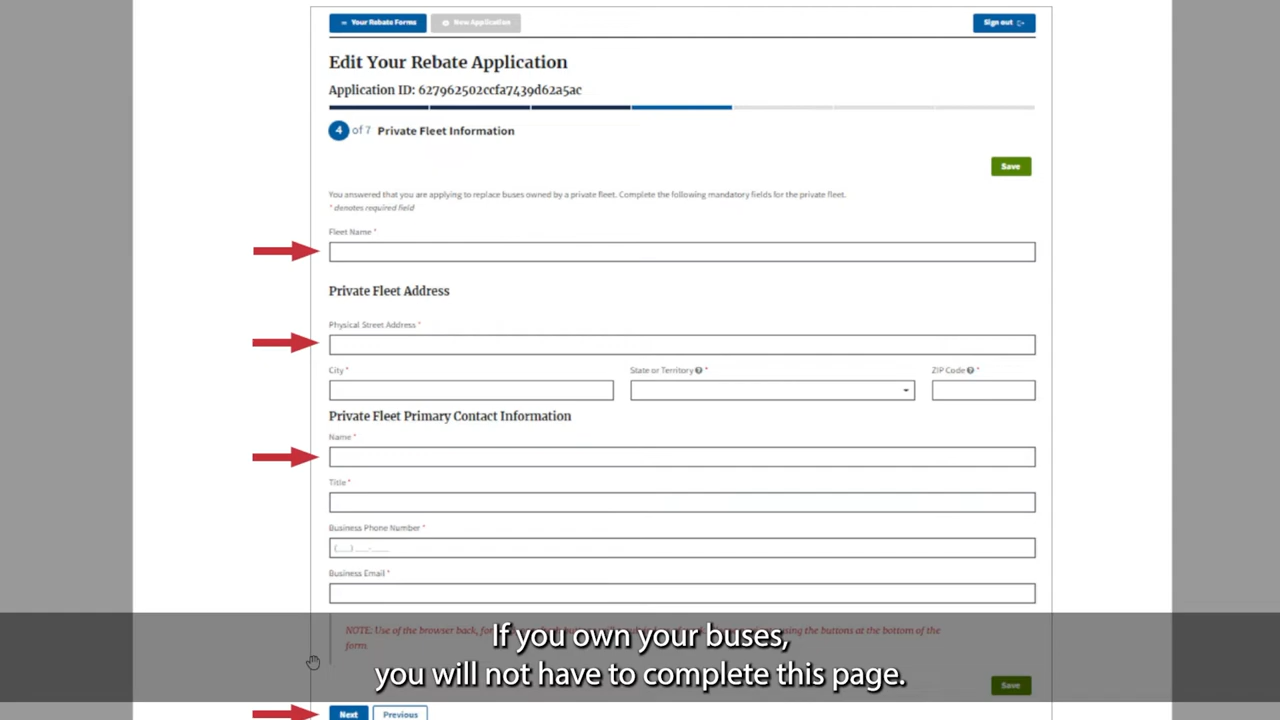 Your Rebate Forms
New Application
Sign out
Edit Your Rebate Application
Application ID: 627962502ccfa7439d62a5ac
4 of 7 Private Fleet Information
Save
You answered that you are applying to replace buses owned by a private fleet. Complete the following mandatory fields for the private fleet.
* denotes required field
Fleet Name *
Private Fleet Address
Physical Street Address *
City *
State or Territory *
ZIP Code *
Private Fleet Primary Contact Information
Name *
Title *
Business Phone Number *
(___) ___-____
Business Email *
NOTE: Use of the browser back, using the buttons at the bottom of the
form.
If you own your buses,
you will not have to complete this page.
Save
Next
Previous